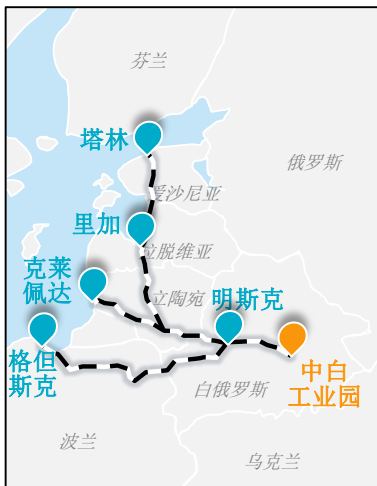 芬兰
塔林
俄罗斯
爱沙尼亚
里加
拉脱维亚
克莱
佩达
立陶宛
明斯克
格但
斯克
中白
工业园
白俄罗斯
波兰
乌克兰